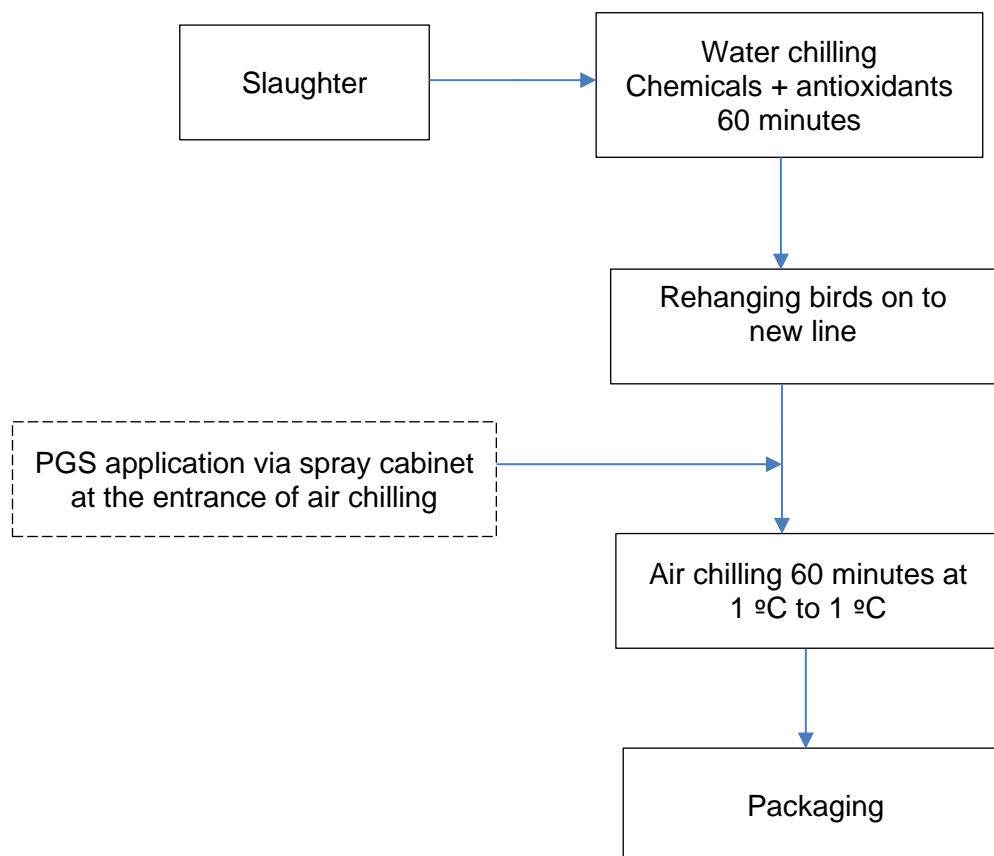 Slaughter
Water chilling
Chemicals + antioxidants
60 minutes
Rehanging birds on to
new line
PGS application via spray cabinet
at the entrance of air chilling
Air chilling 60 minutes at
1 ºC to 1 ºC
Packaging